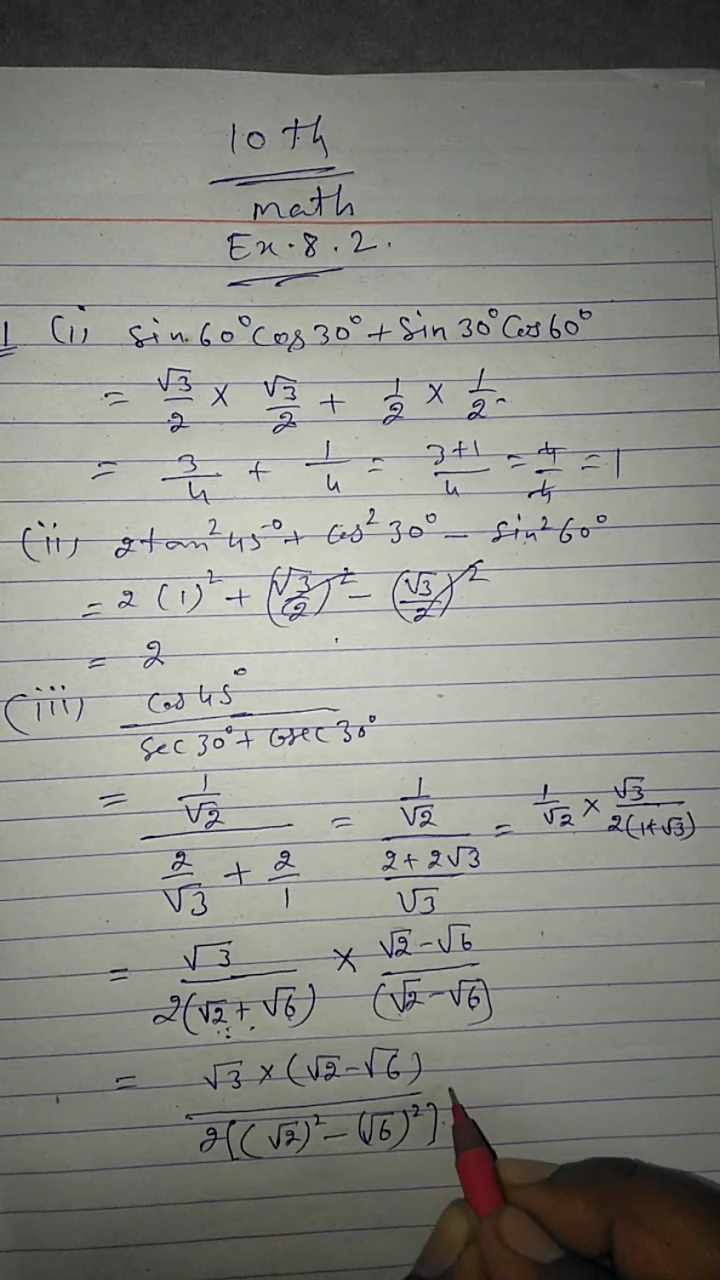 10 th
math
Ex. 8.2.
1 (i) Sin 60° Cos 30° + Sin 30° Cos 60°
= √3/2 × √3/2 + 1/2 × 1/2
= 3/4 + 1/4 = 3+1/4 = 4/4 = 1
(ii) 2 tan² 45° + Cos² 30° - Sin² 60°
= 2 (1)² + (√3/2)² - (√3/2)²
= 2
(iii) Cos 45° / Sec 30° + Cosec 30°
= 1/√2 / 2/√3 + 2/1 = 1/√2 / 2+2√3/√3 = 1/√2 × √3/2(1+√3)
= √3/2(√2+√6) × √2-√6/(√2-√6)
= √3×(√2-√6)/2[(√2)²-(√6)²]